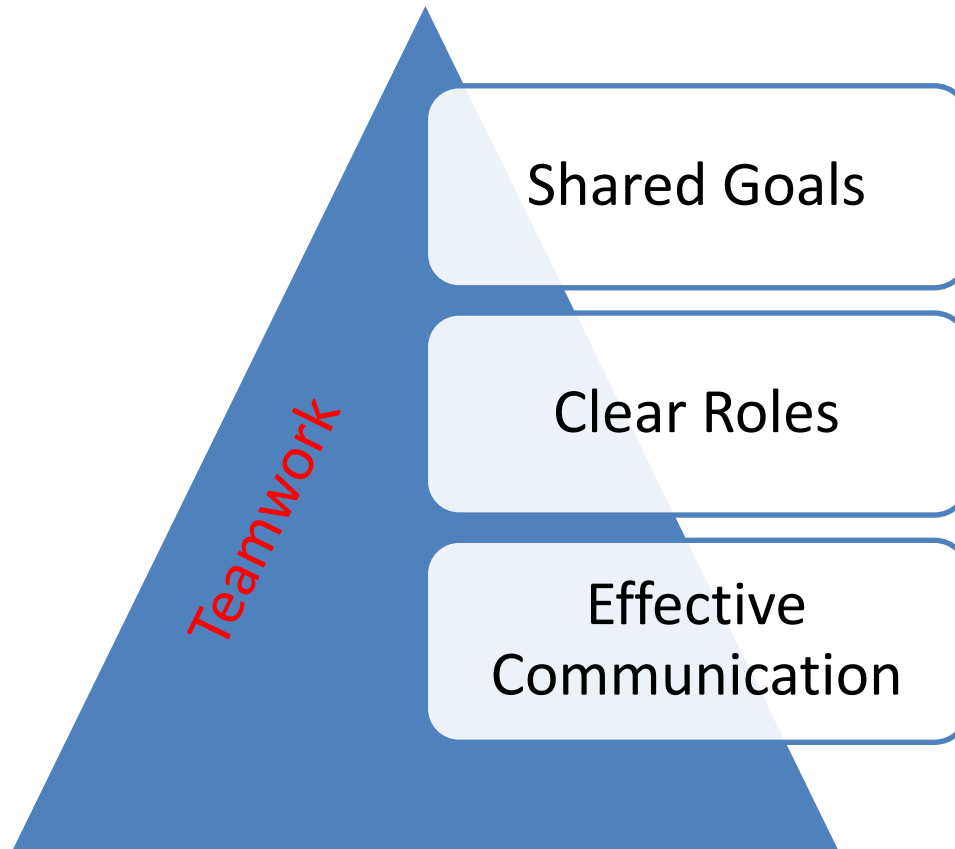 Shared Goals
Clear Roles
Effective
Communication
Teamwork